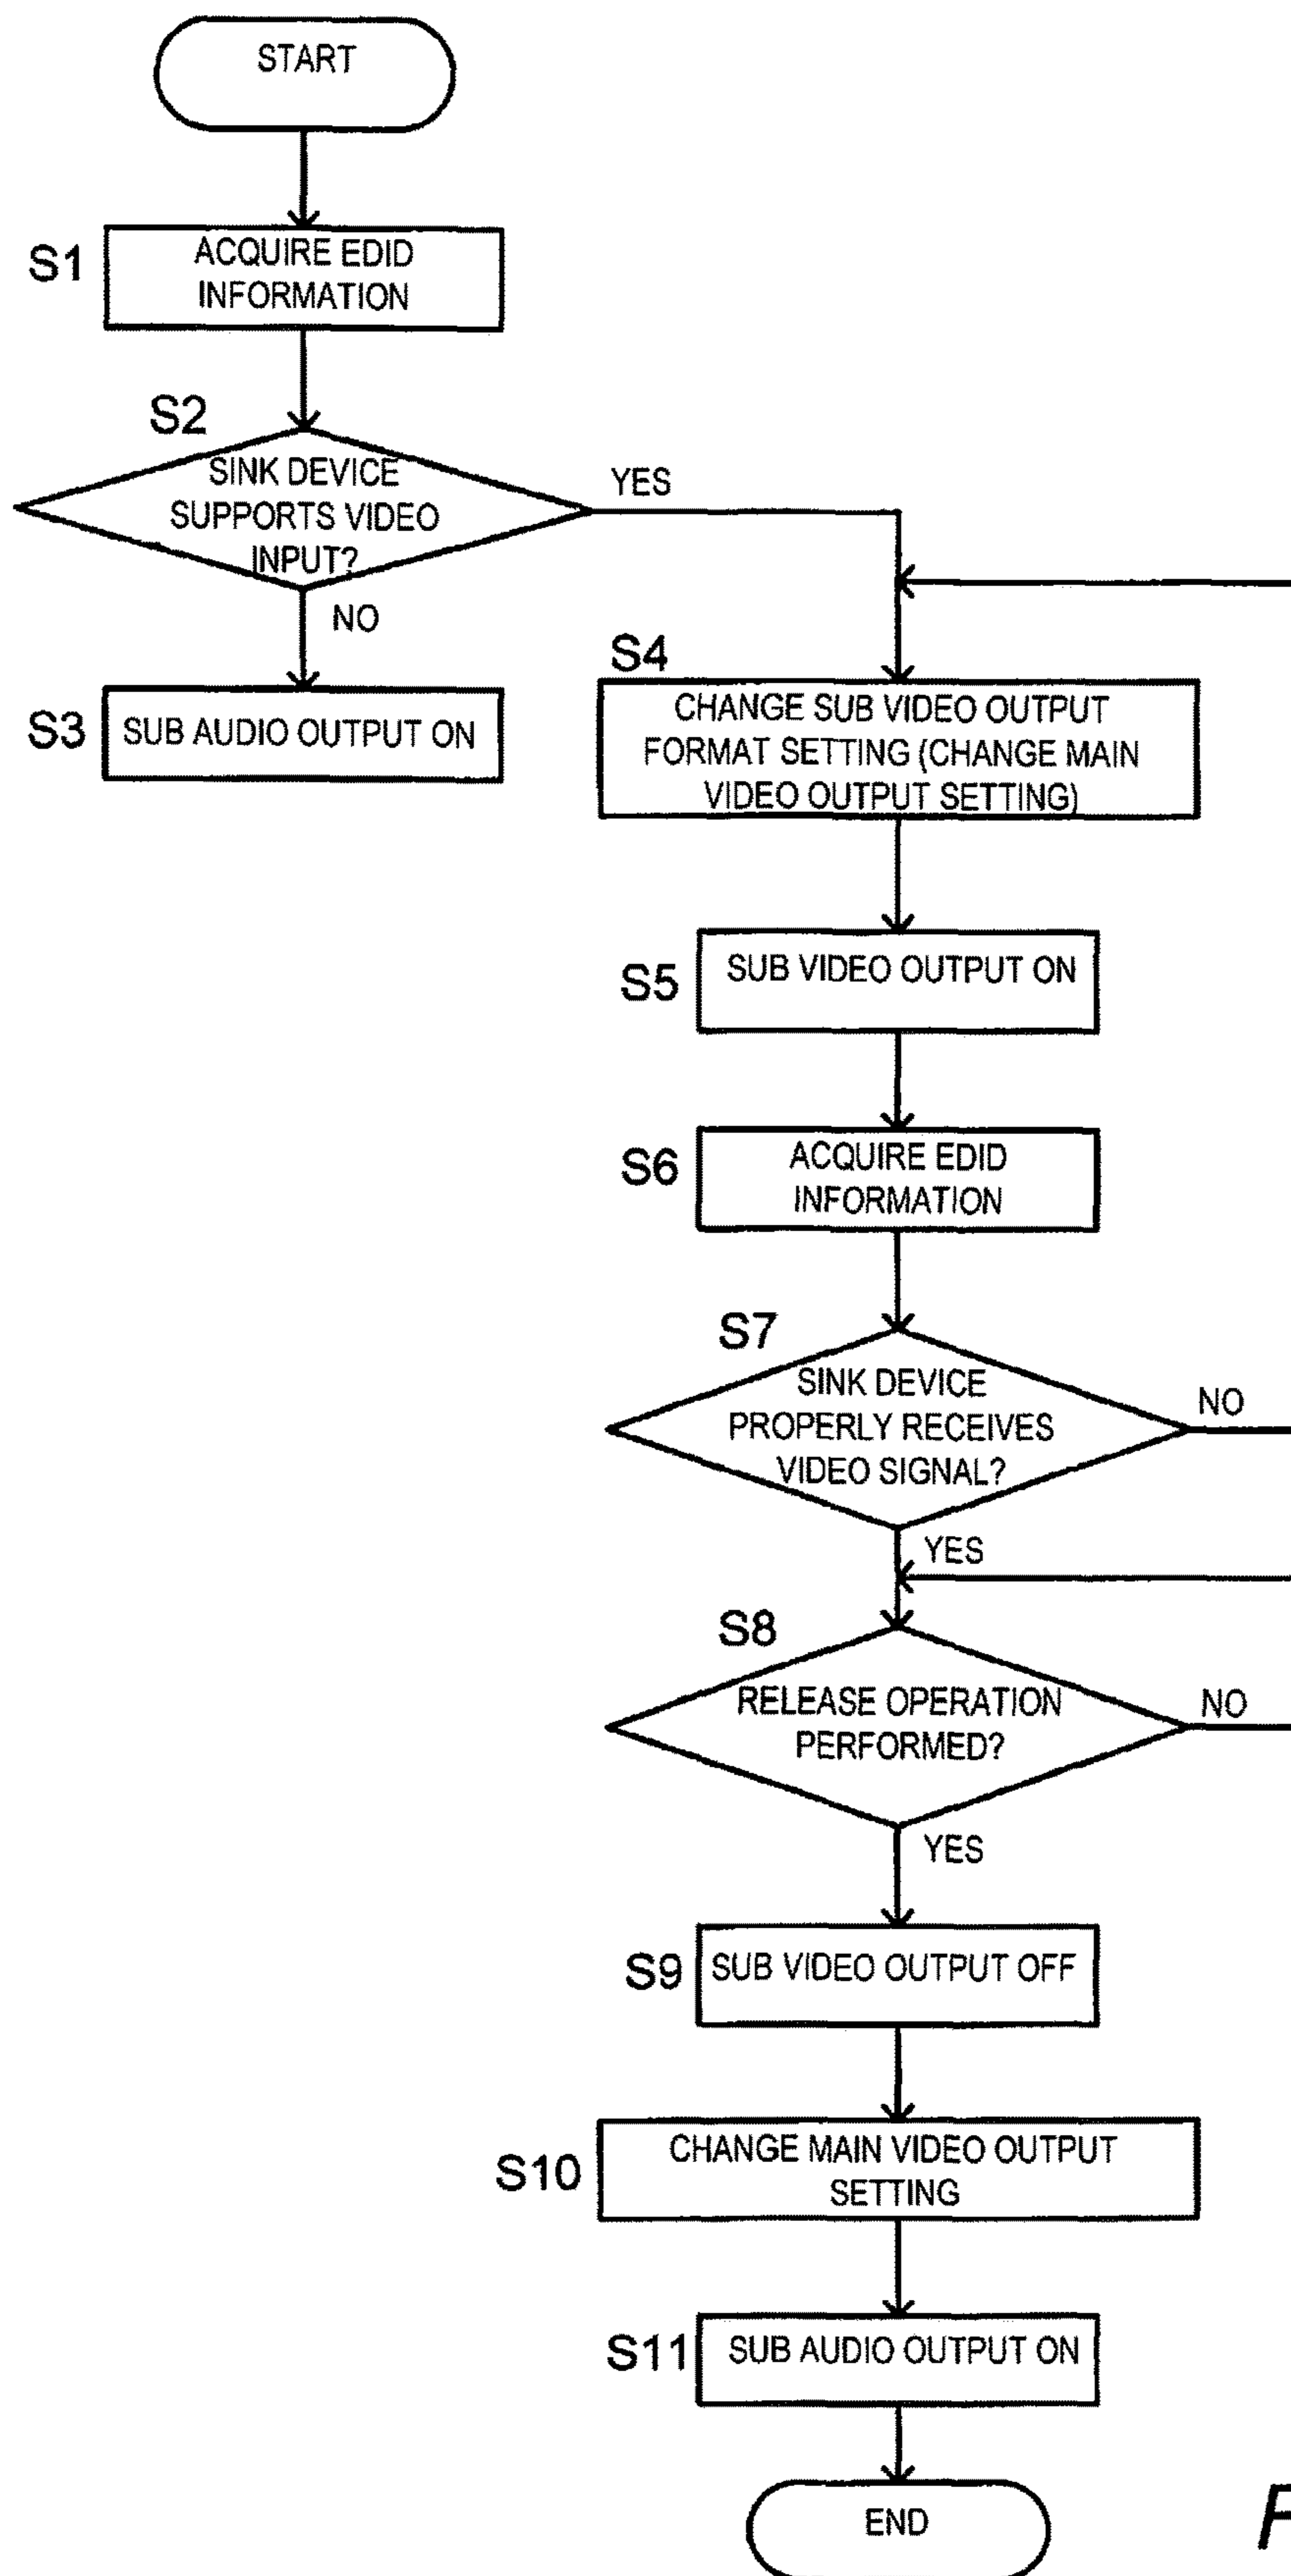 START
S1
ACQUIRE EDID
INFORMATION
S2
SINK DEVICE
SUPPORTS VIDEO
INPUT?
YES
NO
S3
SUB AUDIO OUTPUT ON
S4
CHANGE SUB VIDEO OUTPUT
FORMAT SETTING (CHANGE MAIN
VIDEO OUTPUT SETTING)
S5
SUB VIDEO OUTPUT ON
S6
ACQUIRE EDID
INFORMATION
S7
SINK DEVICE
PROPERLY RECEIVES
VIDEO SIGNAL?
NO
YES
S8
RELEASE OPERATION
PERFORMED?
NO
YES
S9
SUB VIDEO OUTPUT OFF
S10
CHANGE MAIN VIDEO OUTPUT
SETTING
S11
SUB AUDIO OUTPUT ON
END